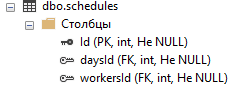 dbo.schedules
Столбцы
Id (PK, int, Не NULL)
daysId (FK, int, Не NULL)
workersId (FK, int, Не NULL)